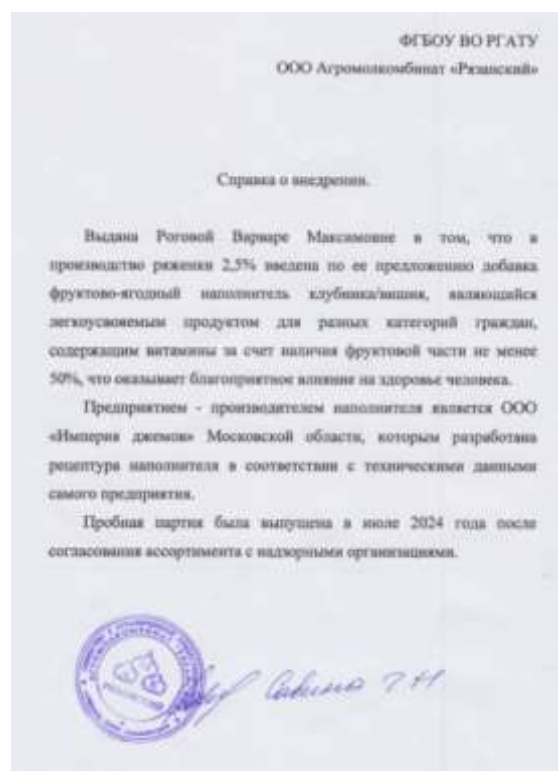 ФГБОУ ВО РГАТУ
ООО Агромолкомбинат «Рязанский»
Справка о внедрении.
Выдана Роговой Варваре Максимовне в том, что в
производство ряженки 2,5% введена по ее предложению добавка
фруктово-ягодный наполнитель клубника/вишня, являющийся
легкоусвояемым продуктом для разных категорий граждан,
содержащим витамины за счет наличия фруктовой части не менее
50%, что оказывает благоприятное влияние на здоровье человека.
Предприятием - производителем наполнителя является ООО
«Империя джемов» Московской области, которым разработана
рецептура наполнителя в соответствии с техническими данными
самого предприятия.
Пробная партия была выпущена в июле 2024 года после
согласования ассортимента с надзорными организациями.